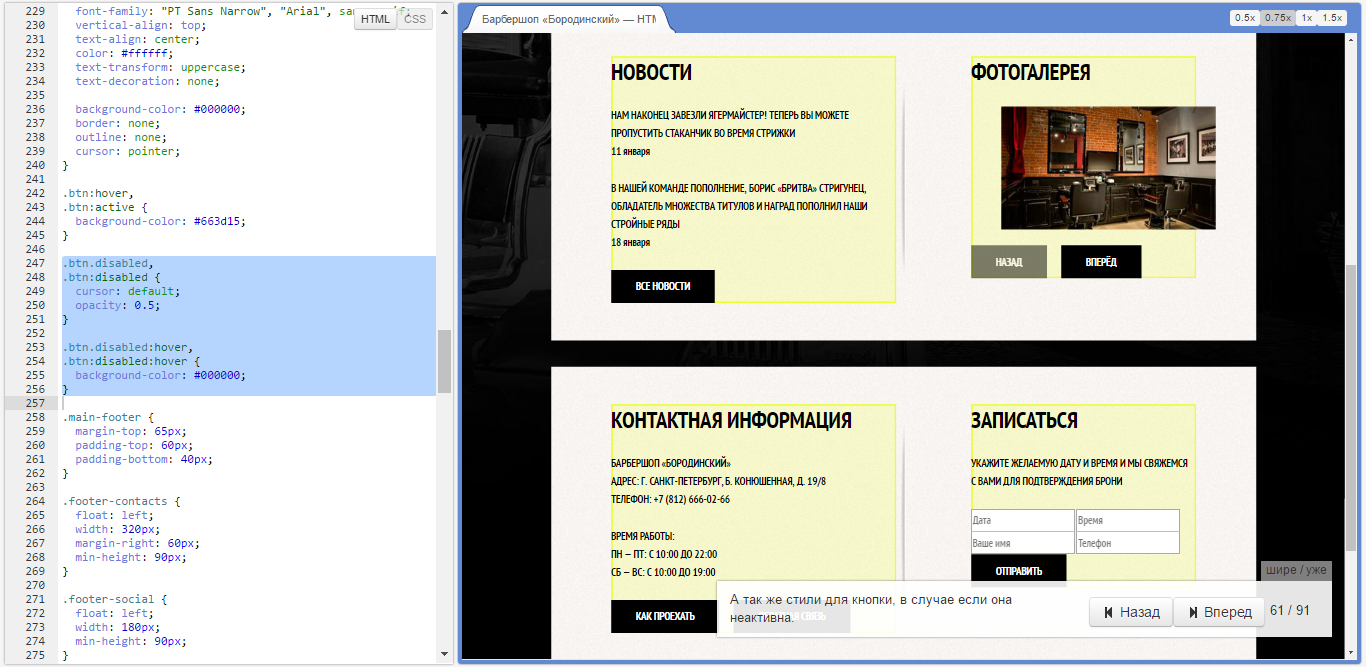 229 font-family: "PT Sans Narrow", "Arial",
230 vertical-align: top;
231 text-align: center;
232 color: #ffffff;
233 text-transform: uppercase;
234 text-decoration: none;
235
236 background-color: #000000;
237 border: none;
238 outline: none;
239 cursor: pointer;
240 }
241
242 .btn:hover,
243 .btn:active {
244 background-color: #663d15;
245 }
246
247 .btn.disabled,
248 .btn:disabled {
249 cursor: default;
250 opacity: 0.5;
251 }
252
253 .btn.disabled:hover,
254 .btn:disabled:hover {
255 background-color: #000000;
256 }
257
258 .main-footer {
259 margin-top: 65px;
260 padding-top: 60px;
261 padding-bottom: 40px;
262 }
263
264 .footer-contacts {
265 float: left;
266 width: 320px;
267 margin-right: 60px;
268 min-height: 90px;
269 }
270
271 .footer-social {
272 float: left;
273 width: 180px;
274 min-height: 90px;
275 }
HTML CSS
Барбершоп «Бородинский» — HTM
0.5x 0.75x 1x 1.5x
НОВОСТИ
НАМ НАКОНЕЦ ЗАВЕЗЛИ ЯГЕРМАЙСТЕР! ТЕПЕРЬ ВЫ МОЖЕТЕ
ПРОПУСТИТЬ СТАКАНЧИК ВО ВРЕМЯ СТРИЖКИ
11 января
В НАШЕЙ КОМАНДЕ ПОПОЛНЕНИЕ, БОРИС «БРИТВА» СТРИГУНЕЦ,
ОБЛАДАТЕЛЬ МНОЖЕСТВА ТИТУЛОВ И НАГРАД ПОПОЛНИЛ НАШИ
СТРОЙНЫЕ РЯДЫ
18 января
ВСЕ НОВОСТИ
ФОТОГАЛЕРЕЯ
НАЗАД ВПЕРЁД
КОНТАКТНАЯ ИНФОРМАЦИЯ
БАРБЕРШОП «БОРОДИНСКИЙ»
АДРЕС: Г. САНКТ-ПЕТЕРБУРГ, Б. КОНЮШЕННАЯ, Д. 19/8
ТЕЛЕФОН: +7 (812) 666-02-66
ВРЕМЯ РАБОТЫ:
ПН – ПТ: С 10:00 ДО 22:00
СБ – ВС: С 10:00 ДО 19:00
КАК ПРОЕХАТЬ
ЗАПИСАТЬСЯ
УКАЖИТЕ ЖЕЛАЕМУЮ ДАТУ И ВРЕМЯ И МЫ СВЯЖЕМСЯ
С ВАМИ ДЛЯ ПОДТВЕРЖДЕНИЯ БРОНИ
Дата Время
Ваше имя Телефон
ОТПРАВИТЬ
шире / уже
А так же стили для кнопки, в случае если она
неактивна.
Назад Вперед 61 / 91